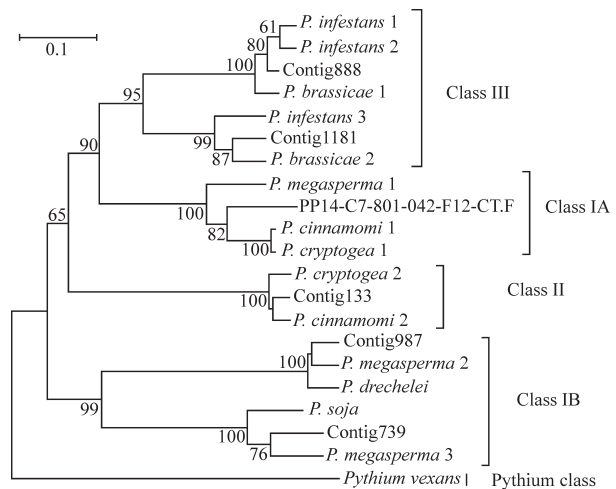 0.1
61
P. infestans 1
P. infestans 2
80
Contig888
100
P. brassicae 1
Class III
95
P. infestans 3
99
Contig1181
87
P. brassicae 2
90
P. megasperma 1
100
PP14-C7-801-042-F12-CT.F
Class IA
82
P. cinnamomi 1
100
P. cryptogea 1
65
P. cryptogea 2
100
Contig133
Class II
P. cinnamomi 2
Contig987
100
P. megasperma 2
P. drechelei
99
P. soja
Class IB
100
Contig739
76
P. megasperma 3
Pythium vexans
Pythium class